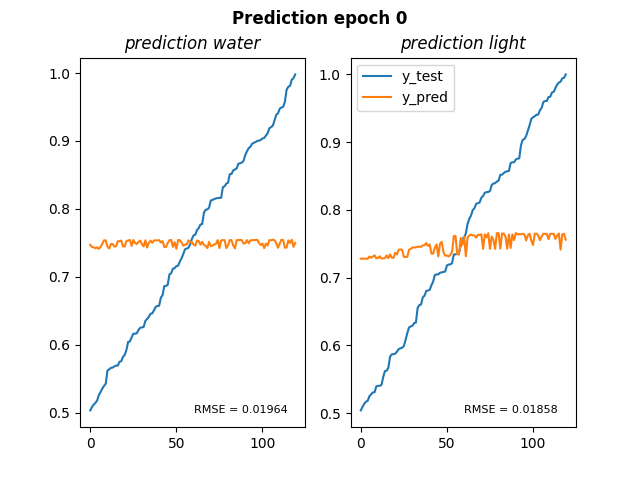 Prediction epoch 0
prediction water
1.0
0.9
0.8
0.7
0.6
0.5
0
50
100
RMSE = 0.01964
prediction light
y_test
y_pred
1.0
0.9
0.8
0.7
0.6
0.5
0
50
100
RMSE = 0.01858